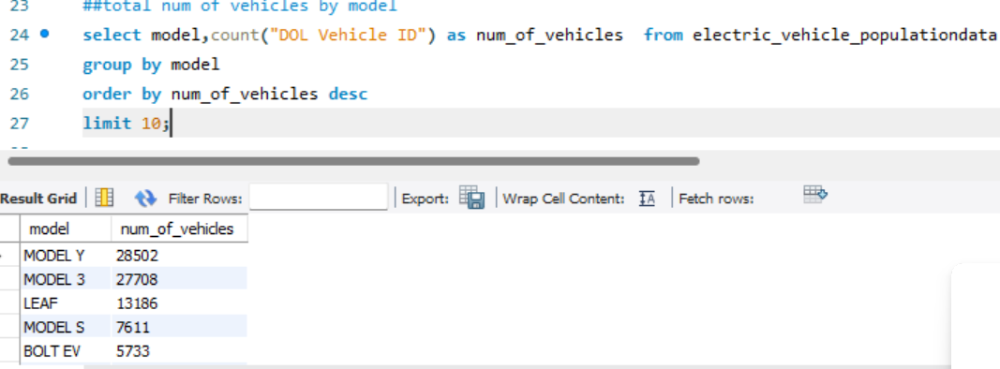 23 ##total num of vehicles by model
24 select model,count("DOL Vehicle ID") as num_of_vehicles from electric_vehicle_populationdata
25 group by model
26 order by num_of_vehicles desc
27 limit 10;
Result Grid Filter Rows: Export: Wrap Cell Content: Fetch rows:
model num_of_vehicles
MODEL Y 28502
MODEL 3 27708
LEAF 13186
MODEL S 7611
BOLT EV 5733